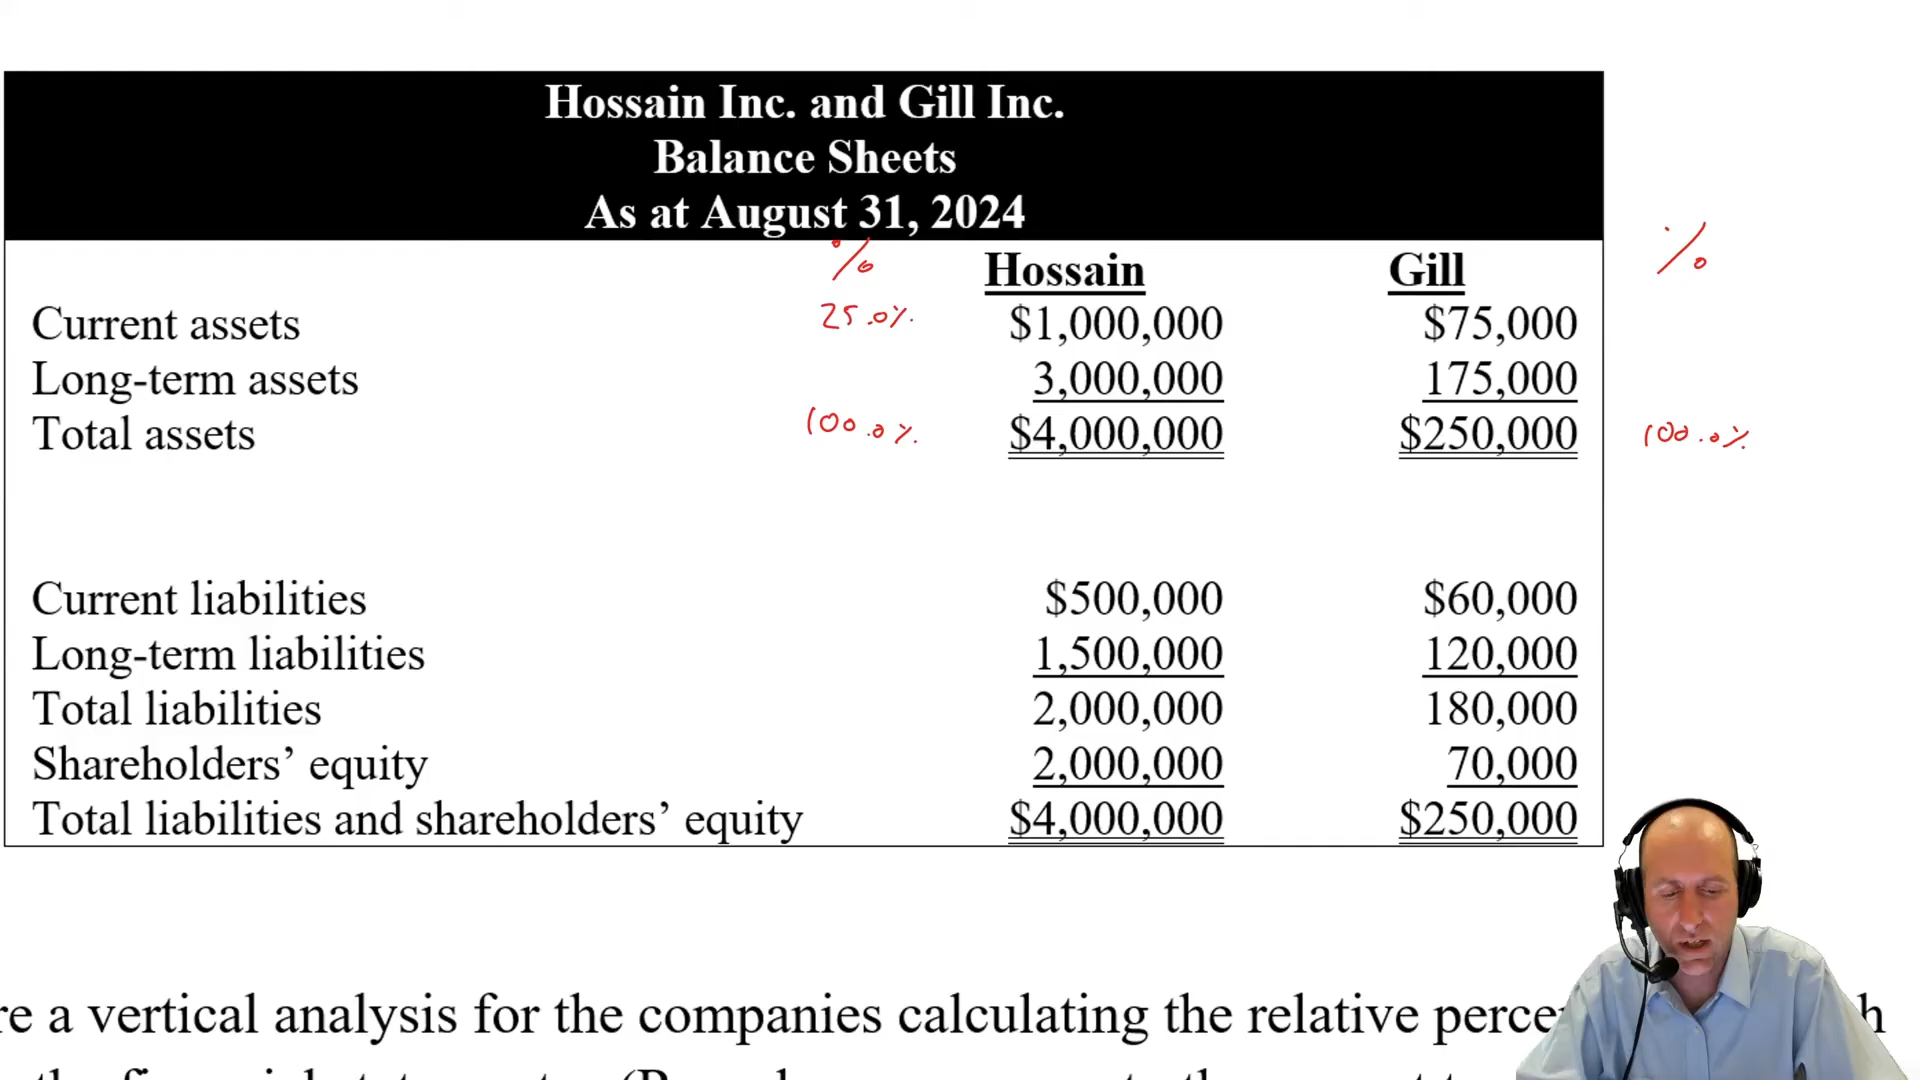 Hossain Inc. and Gill Inc.
Balance Sheets
As at August 31, 2024
% Hossain Gill %
Current assets 25.0% $1,000,000 $75,000
Long-term assets 3,000,000 175,000
Total assets 100.0% $4,000,000 $250,000 100.0%
Current liabilities $500,000 $60,000
Long-term liabilities 1,500,000 120,000
Total liabilities 2,000,000 180,000
Shareholders’ equity 2,000,000 70,000
Total liabilities and shareholders’ equity $4,000,000 $250,000
a vertical analysis for the companies calculating the relative